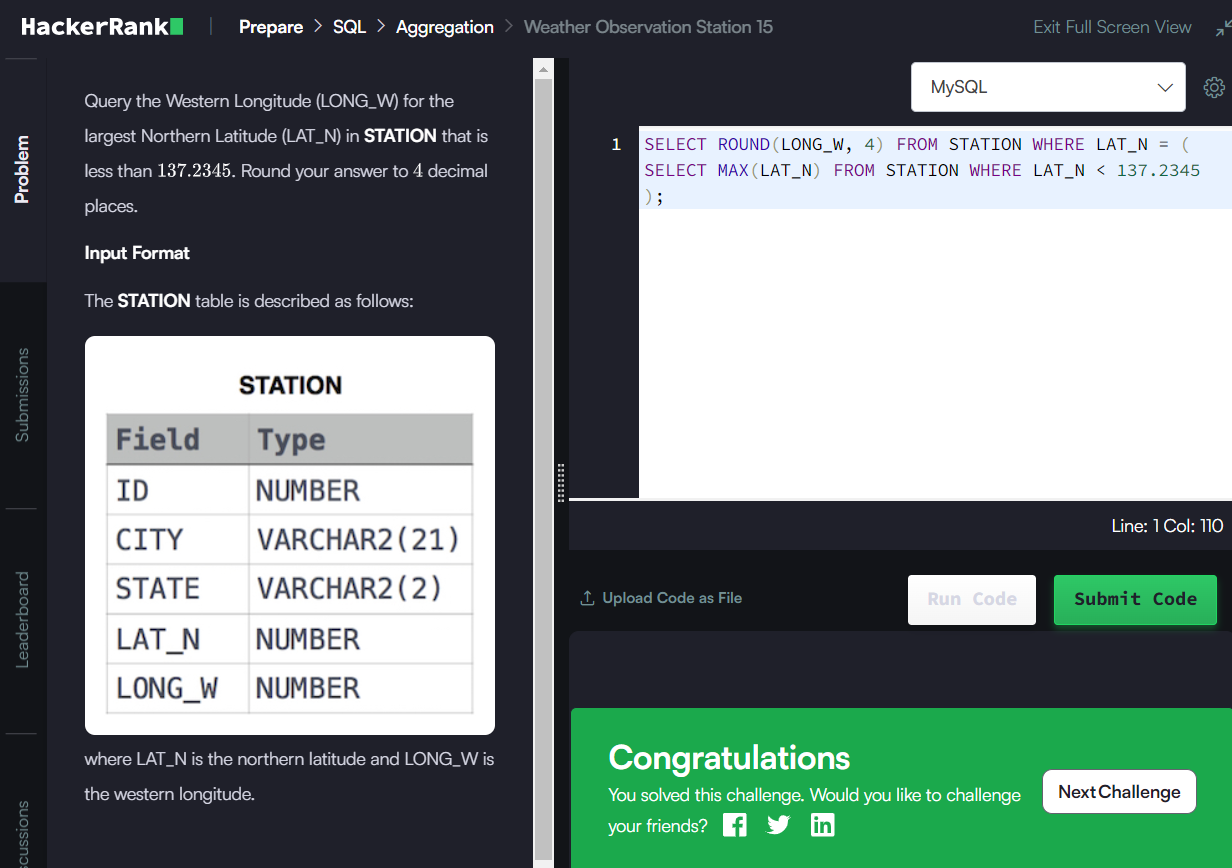 HackerRank
Prepare > SQL > Aggregation > Weather Observation Station 15
Exit Full Screen View
Problem
Submissions
Leaderboard
Query the Western Longitude (LONG_W) for the
largest Northern Latitude (LAT_N) in STATION that is
less than 137.2345. Round your answer to 4 decimal
places.
Input Format
The STATION table is described as follows:
STATION
Field Type
ID NUMBER
CITY VARCHAR2(21)
STATE VARCHAR2(2)
LAT_N NUMBER
LONG_W NUMBER
where LAT_N is the northern latitude and LONG_W is
the western longitude.
MySQL
1 SELECT ROUND(LONG_W, 4) FROM STATION WHERE LAT_N = (
SELECT MAX(LAT_N) FROM STATION WHERE LAT_N < 137.2345
);
Line: 1 Col: 110
Upload Code as File
Run Code
Submit Code
Congratulations
You solved this challenge. Would you like to challenge
your friends?
Next Challenge